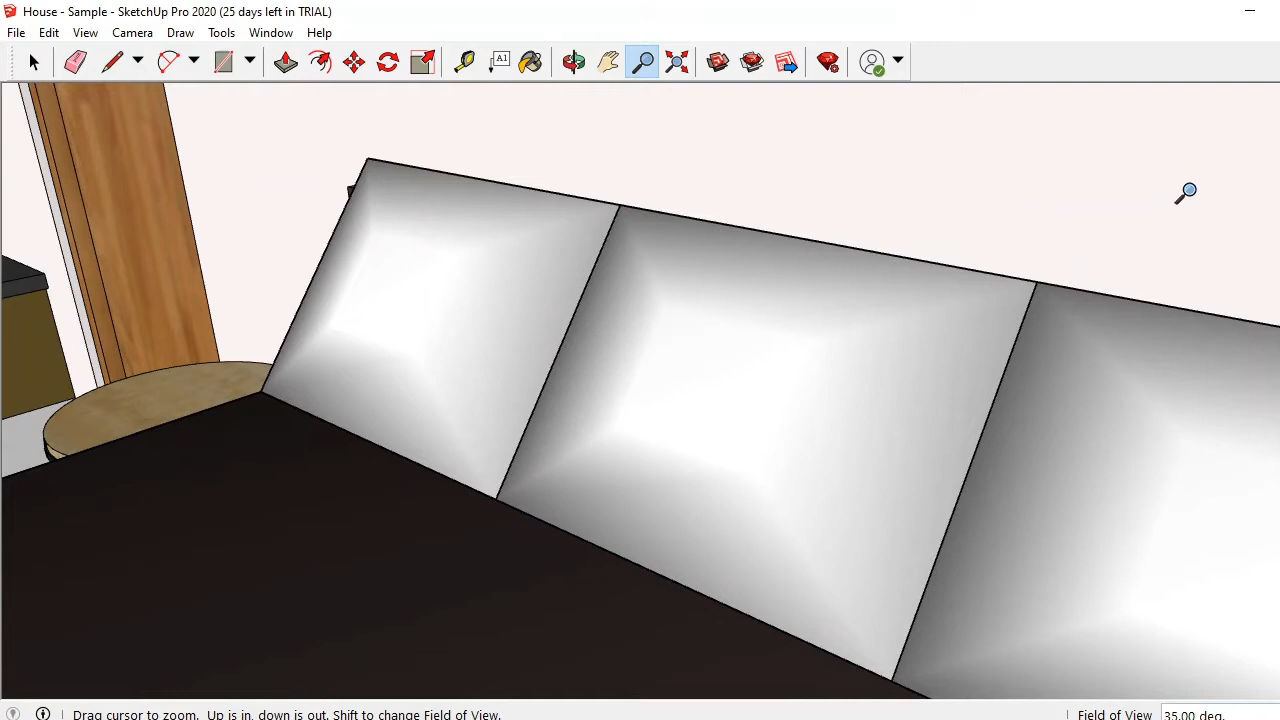 House - Sample - SketchUp Pro 2020 (25 days left in TRIAL)
File Edit View Camera Draw Tools Window Help
A1
Drag cursor to zoom. Up is in, down is out. Shift to change Field of View.
Field of View 35.00 deg.